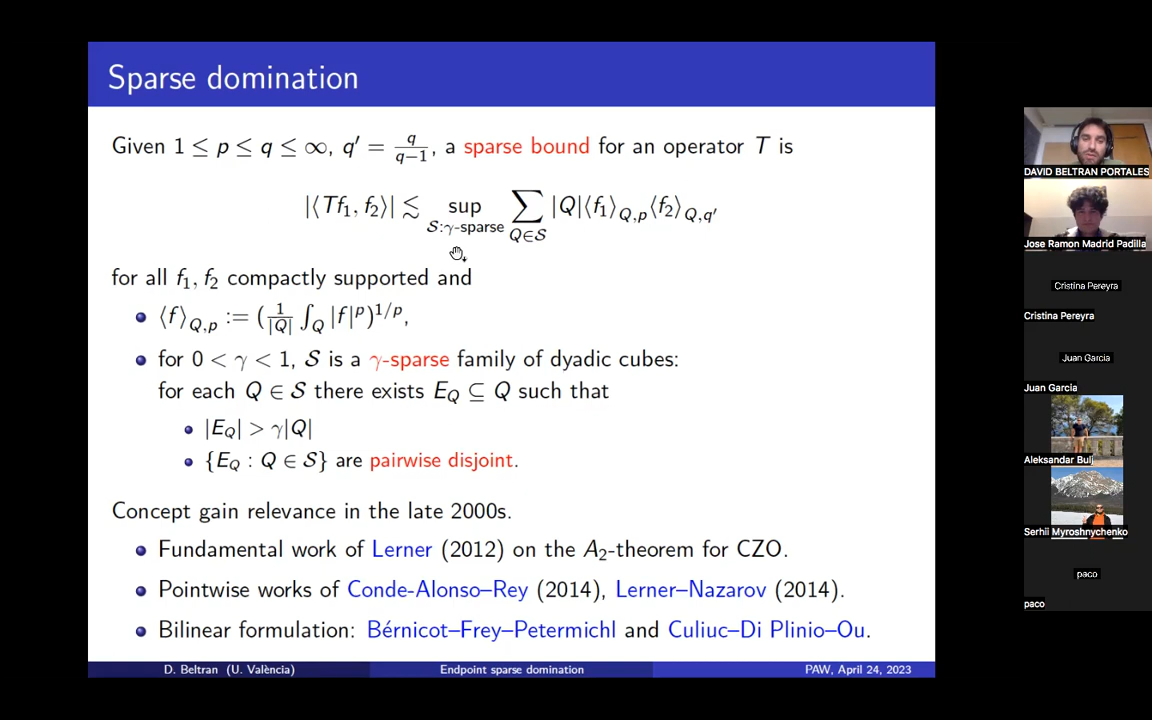 Sparse domination
Given 1 ≤ p ≤ q ≤ ∞, q′ = q/(q−1), a sparse bound for an operator T is
|⟨Tf₁, f₂⟩| ≲ sup_{𝒮:γ-sparse} ∑_{Q∈𝒮} |Q|⟨f₁⟩_{Q,p}⟨f₂⟩_{Q,q′}
for all f₁, f₂ compactly supported and
⟨f⟩_{Q,p} := (1/|Q| ∫_Q |f|^p)^{1/p},
for 0 < γ < 1, 𝒮 is a γ-sparse family of dyadic cubes:
for each Q ∈ 𝒮 there exists E_Q ⊆ Q such that
|E_Q| > γ|Q|
{E_Q : Q ∈ 𝒮} are pairwise disjoint.
Concept gain relevance in the late 2000s.
Fundamental work of Lerner (2012) on the A₂-theorem for CZO.
Pointwise works of Conde-Alonso–Rey (2014), Lerner–Nazarov (2014).
Bilinear formulation: Bérnicot–Frey–Petermichl and Culiuc–Di Plinio–Ou.
D. Beltran (U. València)
Endpoint sparse domination
PAW, April 24, 2023
DAVID BELTRAN PORTALES
Jose Ramon Madrid Padilla
Cristina Pereyra
Cristina Pereyra
Juan Garcia
Juan Garcia
Aleksandar Bulj
Serhii Myroshnychenko
paco
paco